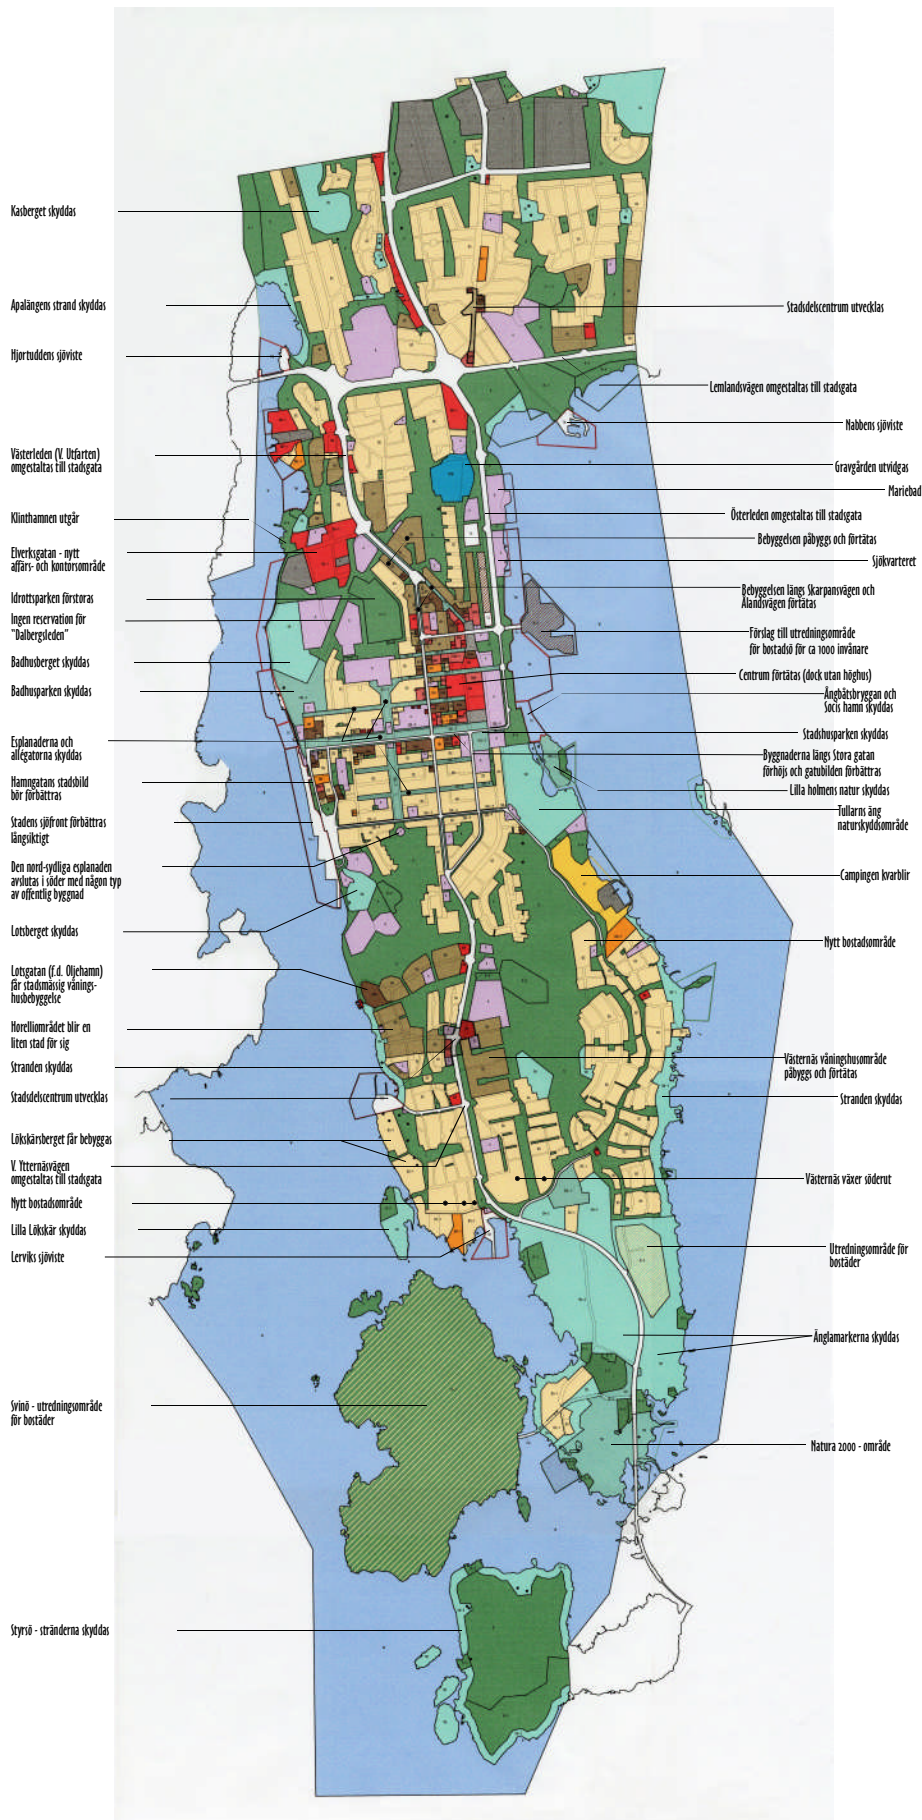 Kasberget skyddas
Apalängens strand skyddas
Hjortuddens sjöviste
Västerleden (V. Utfarten)
omgestaltas till stadsgata
Klinthamnen utgår
Elverksgatan - nytt
affärs- och kontorsområde
Idrottsparken förstoras
Ingen reservation för
"Dalbergsleden"
Badhusberget skyddas
Badhusparken skyddas
Esplanaderna och
allégatorna skyddas
Hamngatans stadsbild
bör förbättras
Stadens sjöfront förbättras
långsiktigt
Den nord-sydliga esplanaden
avslutas i söder med någon typ
av offentlig byggnad
Lotsberget skyddas
Lotsgatan (f.d. Oljehamn)
får stadsmässig vånings-
husbebyggelse
Horelliområdet blir en
liten stad för sig
Stranden skyddas
Stadsdelscentrum utvecklas
Lökskärsberget får bebyggas
V. Ytternäsvägen
omgestaltas till stadsgata
Nytt bostadsområde
Lilla Lökskär skyddas
Lerviks sjöviste
Svinö - utredningsområde
för bostäder
Styrsö - stränderna skyddas
Stadsdelscentrum utvecklas
Lemlandsvägen omgestaltas till stadsgata
Nabbens sjöviste
Gravgården utvidgas
Mariebad
Österleden omgestaltas till stadsgata
Bebyggelsen påbyggs och förtätas
Sjökvarteret
Bebyggelsen längs Skarpansvägen och
Ålandsvägen förtätas
Förslag till utredningsområde
för bostadsö för ca 1000 invånare
Centrum förtätas (dock utan höghus)
Ångbåtsbryggan och
Socis hamn skyddas
Stadshusparken skyddas
Byggnaderna längs Stora gatan
förhöjs och gatubilden förbättras
Lilla holmens natur skyddas
Tullarns äng
naturskyddsområde
Campingen kvarblir
Nytt bostadsområde
Västernäs våningshusområde
påbyggs och förtätas
Stranden skyddas
Västernäs växer söderut
Utredningsområde för
bostäder
Änglamarkerna skyddas
Natura 2000 - område